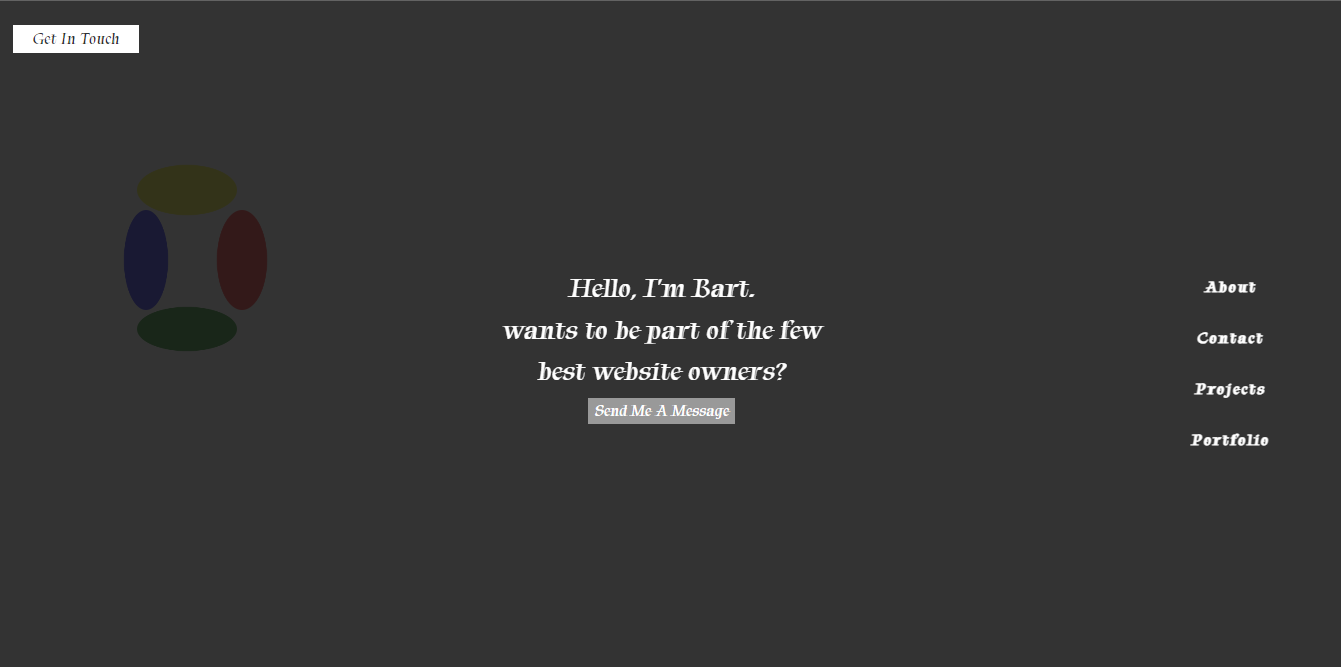 Get In Touch
Hello, I'm Bart.
wants to be part of the few
best website owners?
Send Me A Message
About
Contact
Projects
Portfolio